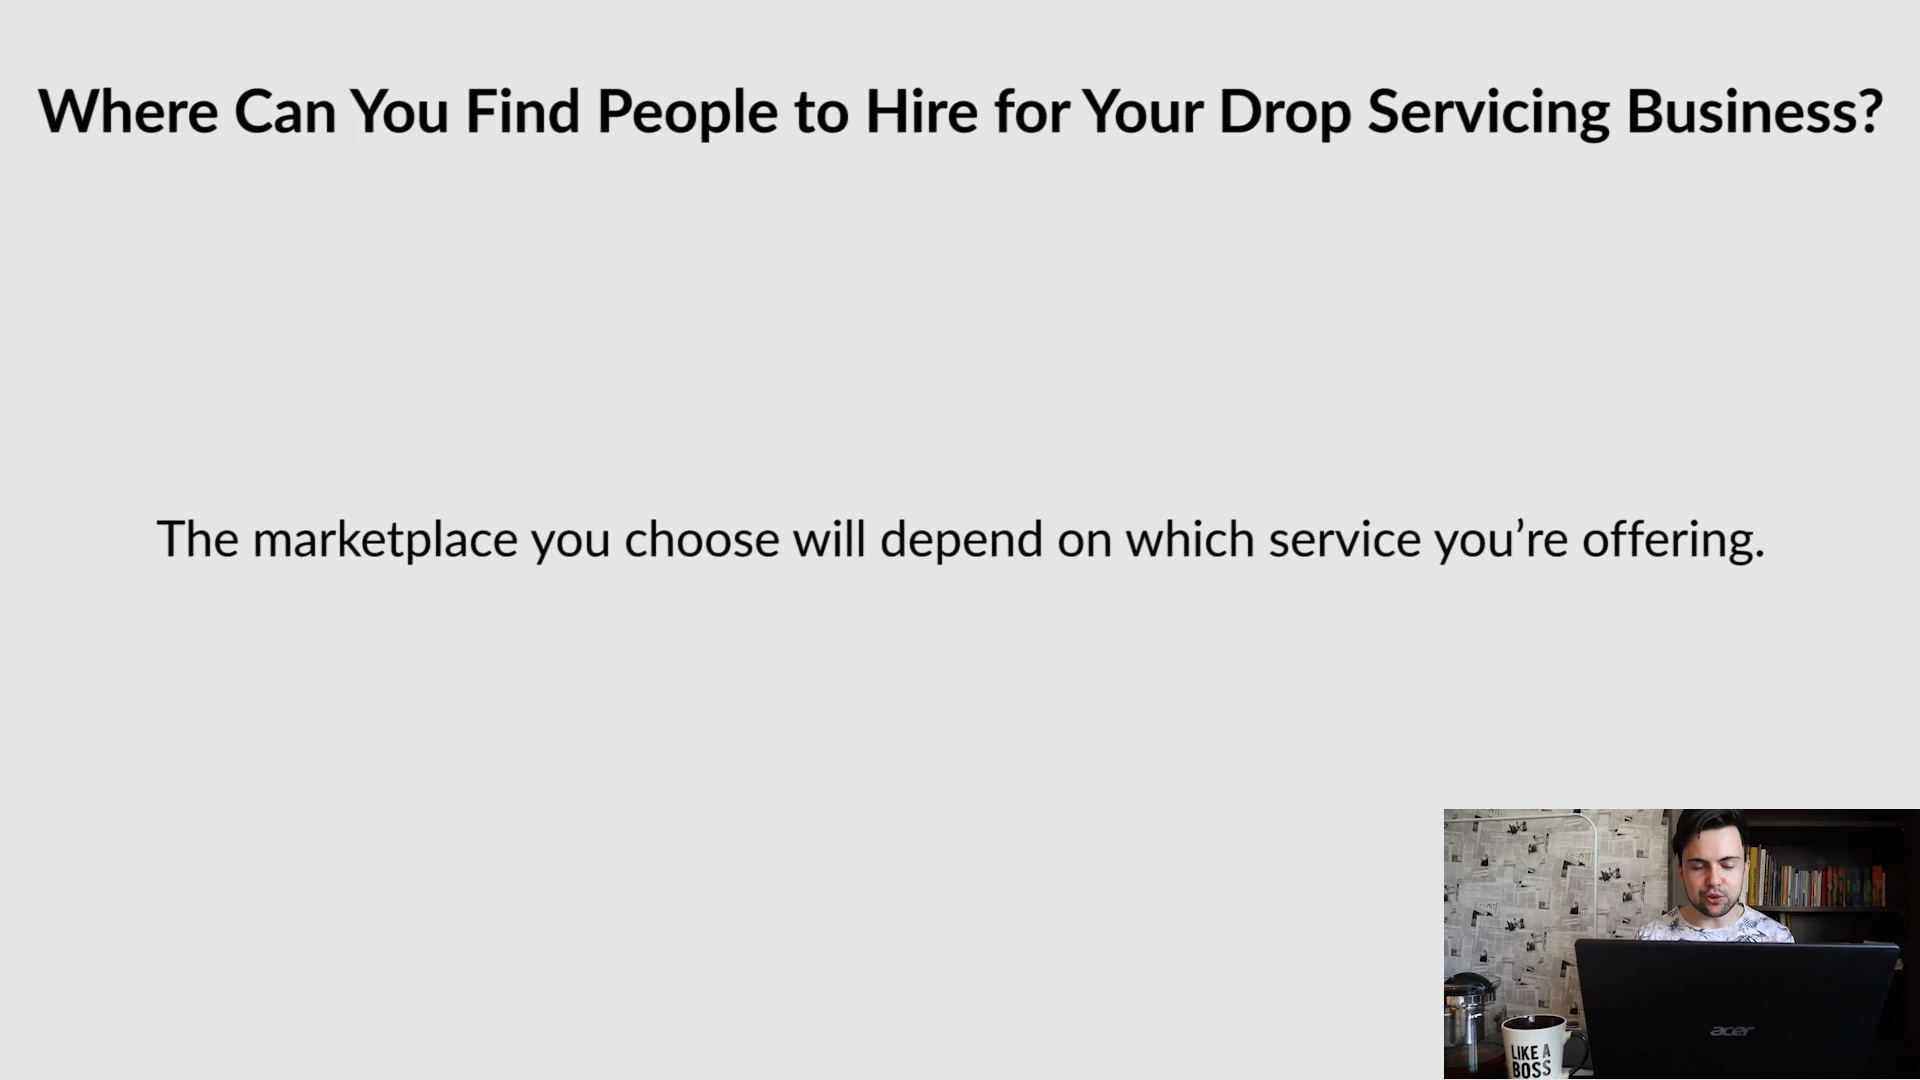 Where Can You Find People to Hire for Your Drop Servicing Business?
The marketplace you choose will depend on which service you’re offering.
acer
LIKE A
BOSS